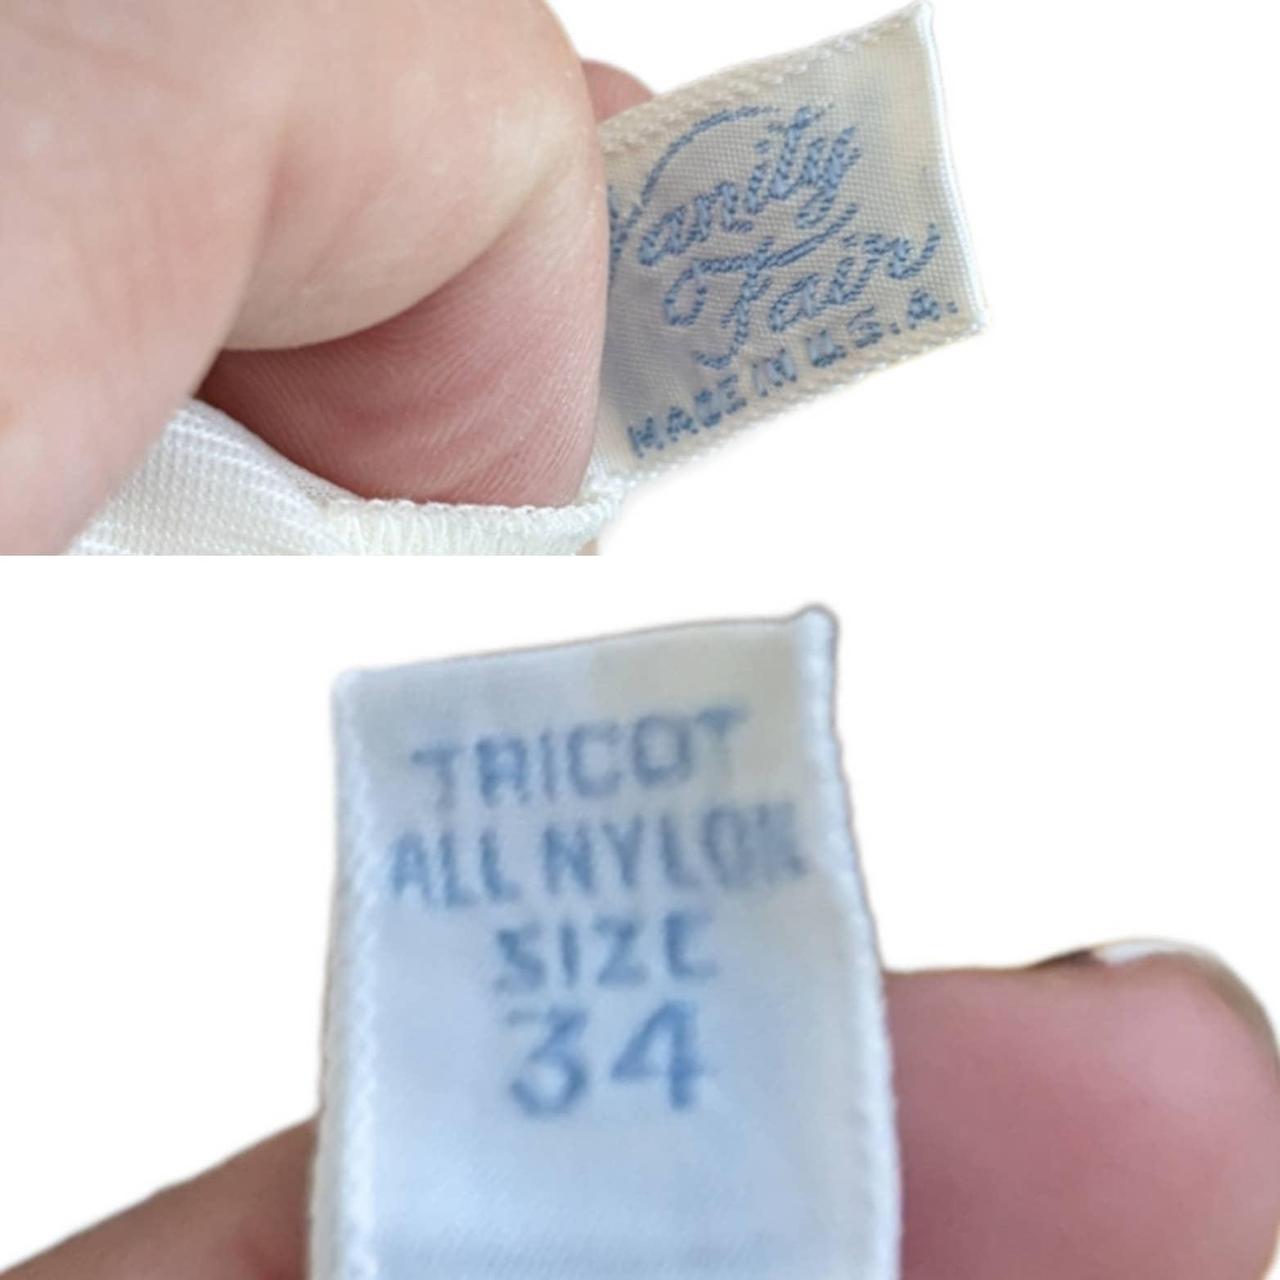 Vanity
Fair
MADE IN U.S.A.
TRICOT
ALL NYLON
SIZE
34